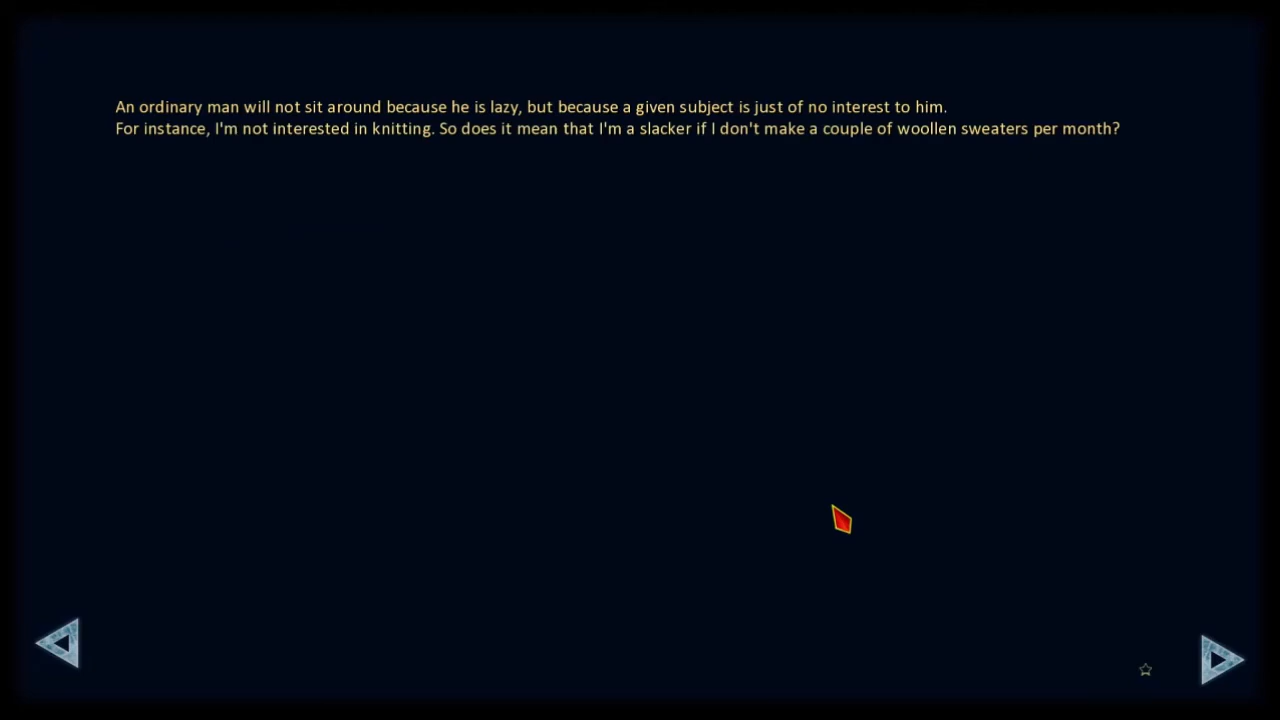 An ordinary man will not sit around because he is lazy, but because a given subject is just of no interest to him.
For instance, I'm not interested in knitting. So does it mean that I'm a slacker if I don't make a couple of woollen sweaters per month?